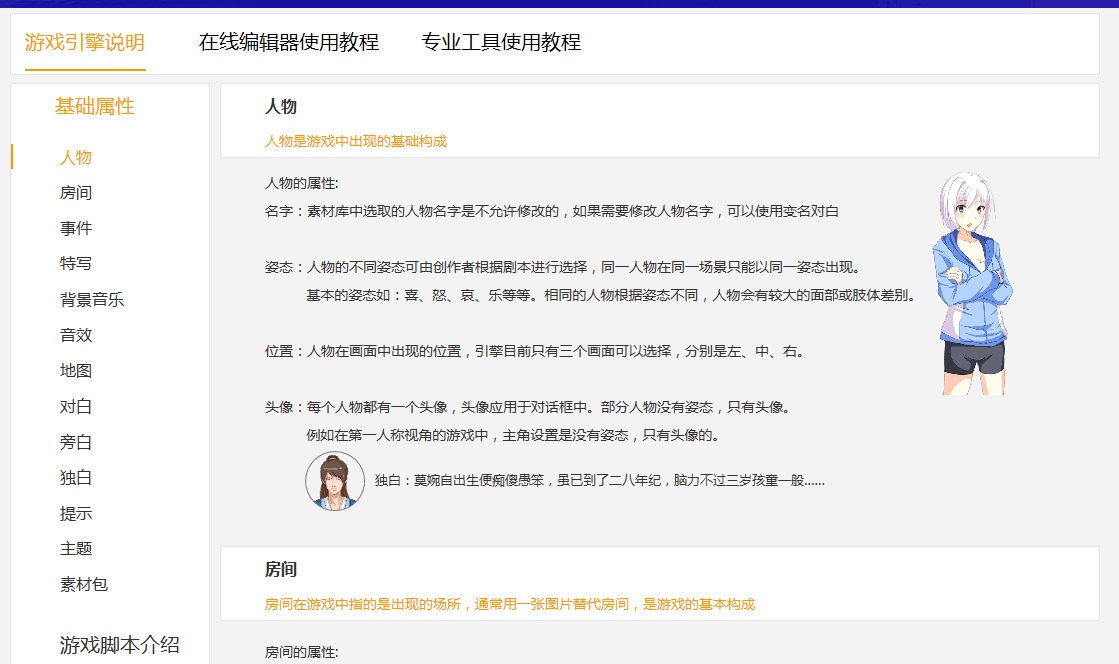 游戏引擎说明
在线编辑器使用教程
专业工具使用教程
基础属性
人物
房间
事件
特写
背景音乐
音效
地图
对白
旁白
独白
提示
主题
素材包
游戏脚本介绍
人物
人物是游戏中出现的基础构成
人物的属性:
名字：素材库中选取的人物名字是不允许修改的，如果需要修改人物名字，可以使用变名对白
姿态：人物的不同姿态可由创作者根据剧本进行选择，同一人物在同一场景只能以同一姿态出现。
基本的姿态如：喜、怒、哀、乐等等。相同的人物根据姿态不同，人物会有较大的面部或肢体差别。
位置：人物在画面中出现的位置，引擎目前只有三个画面可以选择，分别是左、中、右。
头像：每个人物都有一个头像，头像应用于对话框中。部分人物没有姿态，只有头像。
例如在第一人称视角的游戏中，主角设置是没有姿态，只有头像的。
独白：莫婉自出生便痴傻愚笨，虽已到了二八年纪，脑力不过三岁孩童一般......
房间
房间在游戏中指的是出现的场所，通常用一张图片替代房间，是游戏的基本构成
房间的属性: